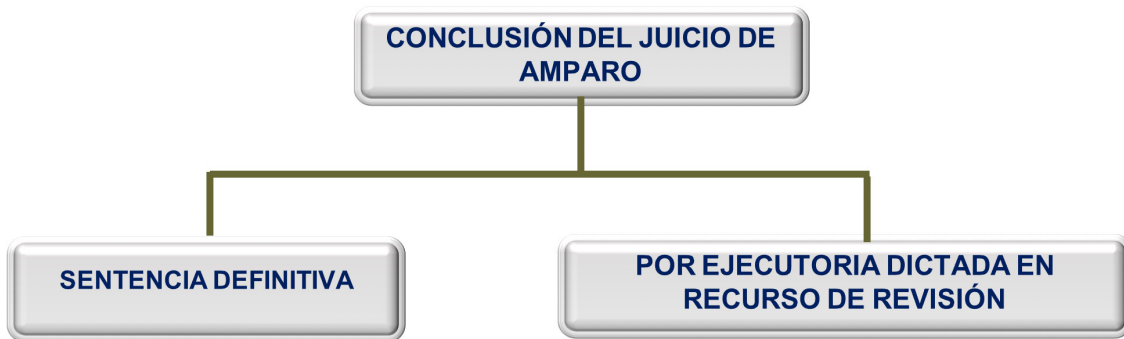 CONCLUSIÓN DEL JUICIO DE
AMPARO
SENTENCIA DEFINITIVA
POR EJECUTORIA DICTADA EN
RECURSO DE REVISIÓN